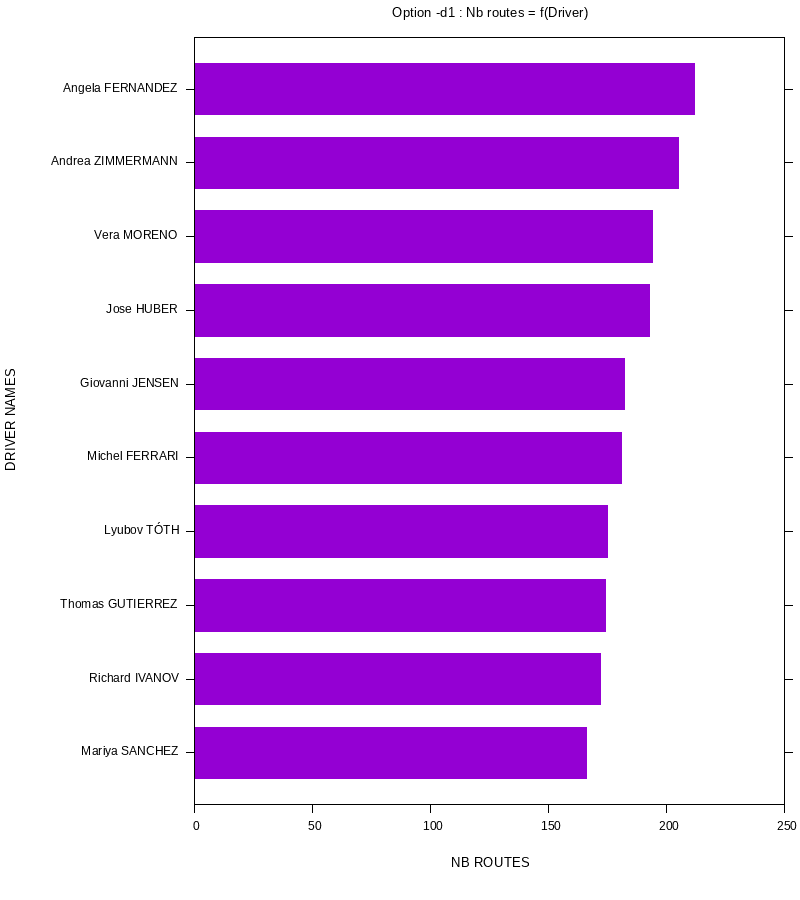 Option -d1 : Nb routes = f(Driver)
Angela FERNANDEZ
Andrea ZIMMERMANN
Vera MORENO
Jose HUBER
Giovanni JENSEN
Michel FERRARI
Lyubov TÓTH
Thomas GUTIERREZ
Richard IVANOV
Mariya SANCHEZ
DRIVER NAMES
0 50 100 150 200 250
NB ROUTES